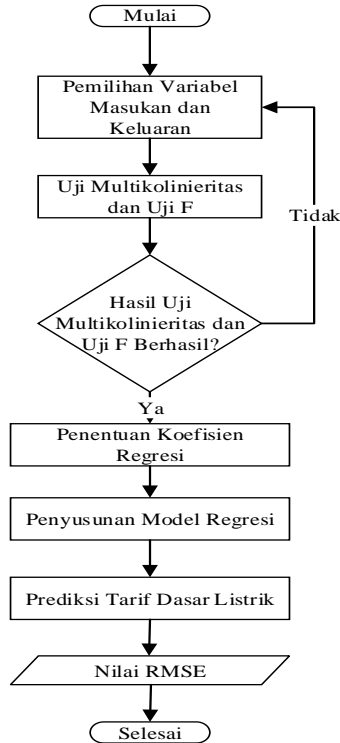 Mulai
Pemilihan Variabel
Masukan dan
Keluaran
Uji Multikolinieritas
dan Uji F
Tidak
Hasil Uji
Multikolinieritas dan
Uji F Berhasil?
Ya
Penentuan Koefisien
Regresi
Penyusunan Model Regresi
Prediksi Tarif Dasar Listrik
Nilai RMSE
Selesai